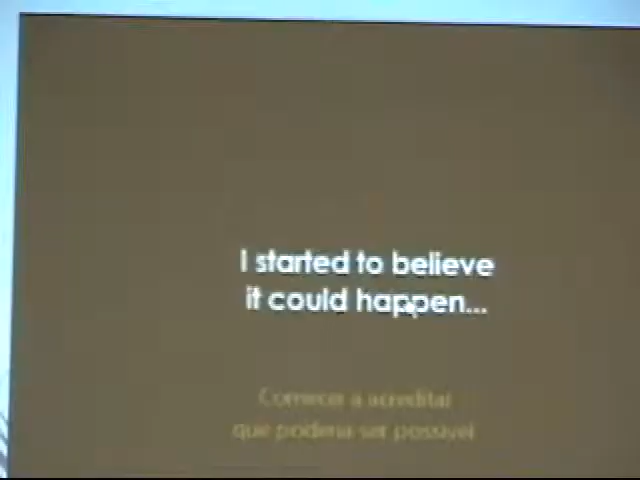 I started to believe
it could happen...
Comecei a acreditar
que poderia ser possível